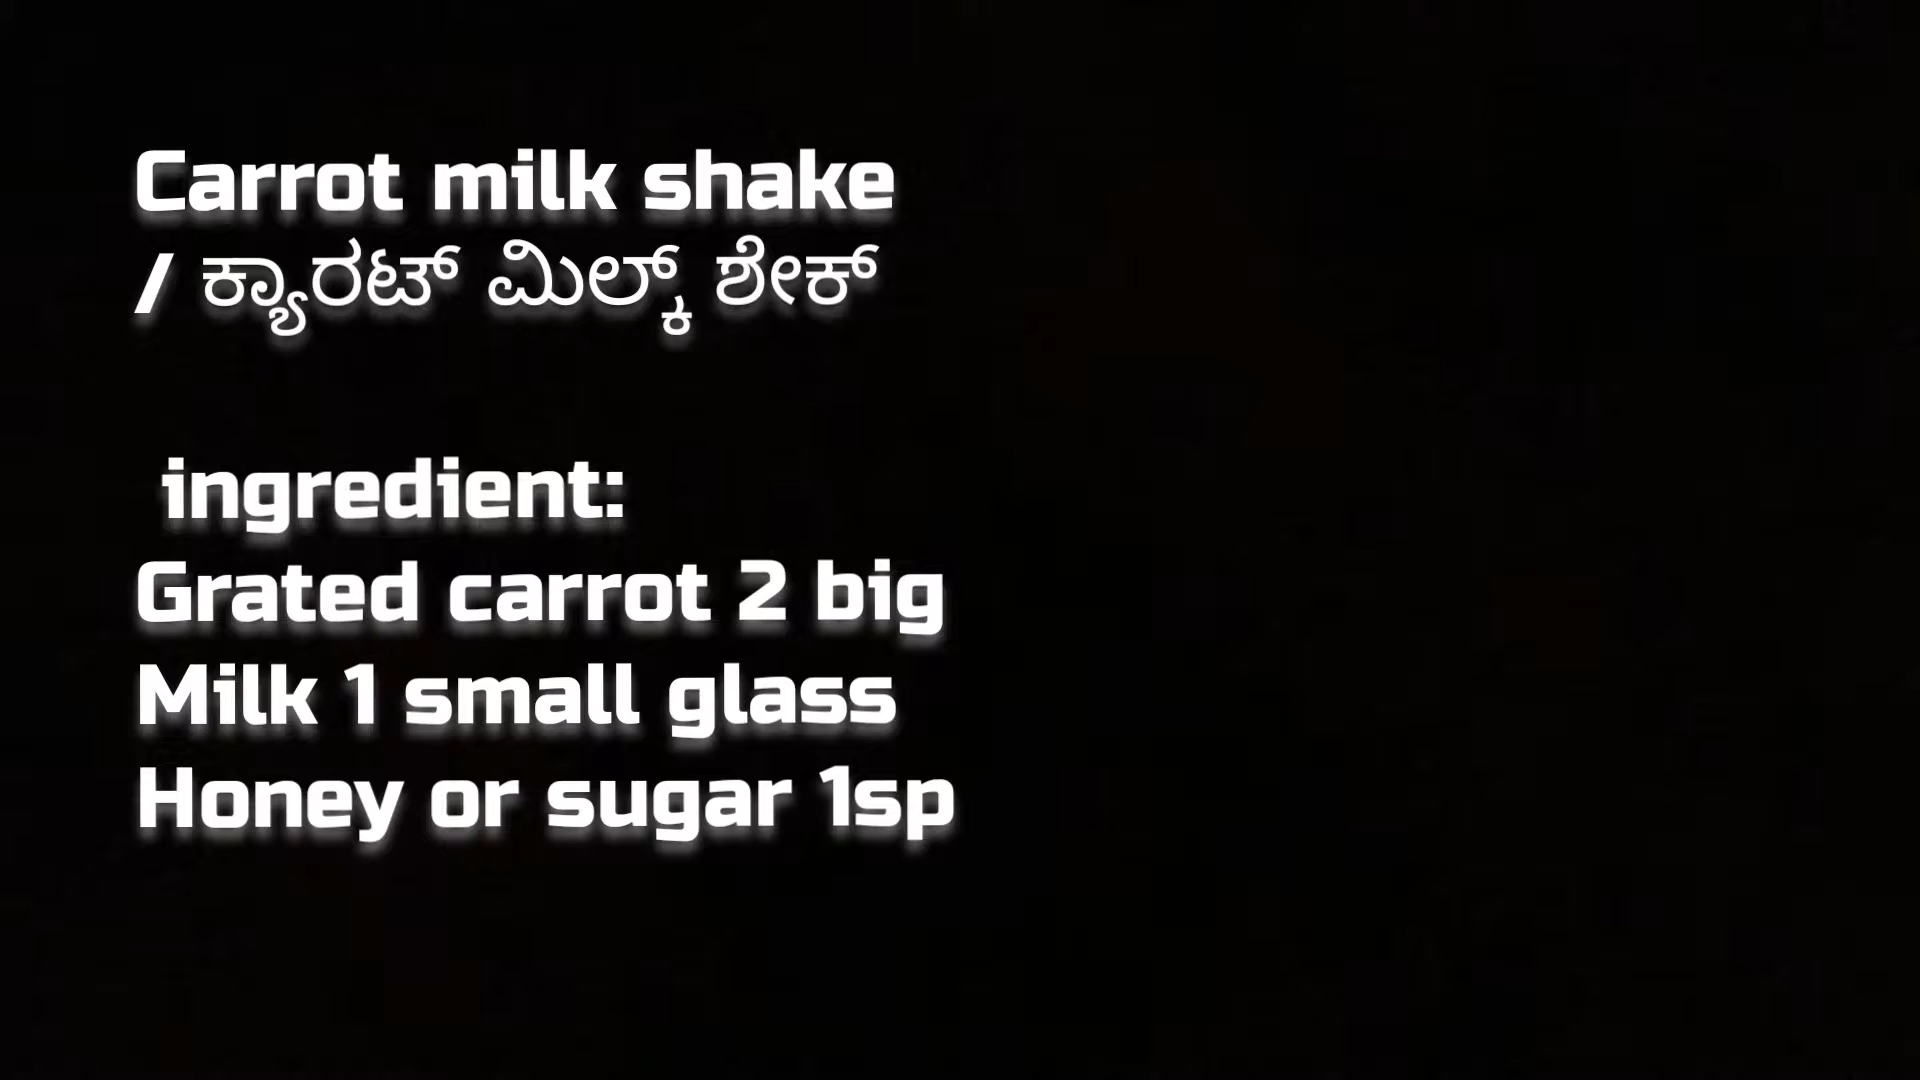 Carrot milk shake
/ ಕ್ಯಾರಟ್ ಮಿಲ್ಕ್ ಶೇಕ್
ingredient:
Grated carrot 2 big
Milk 1 small glass
Honey or sugar 1sp